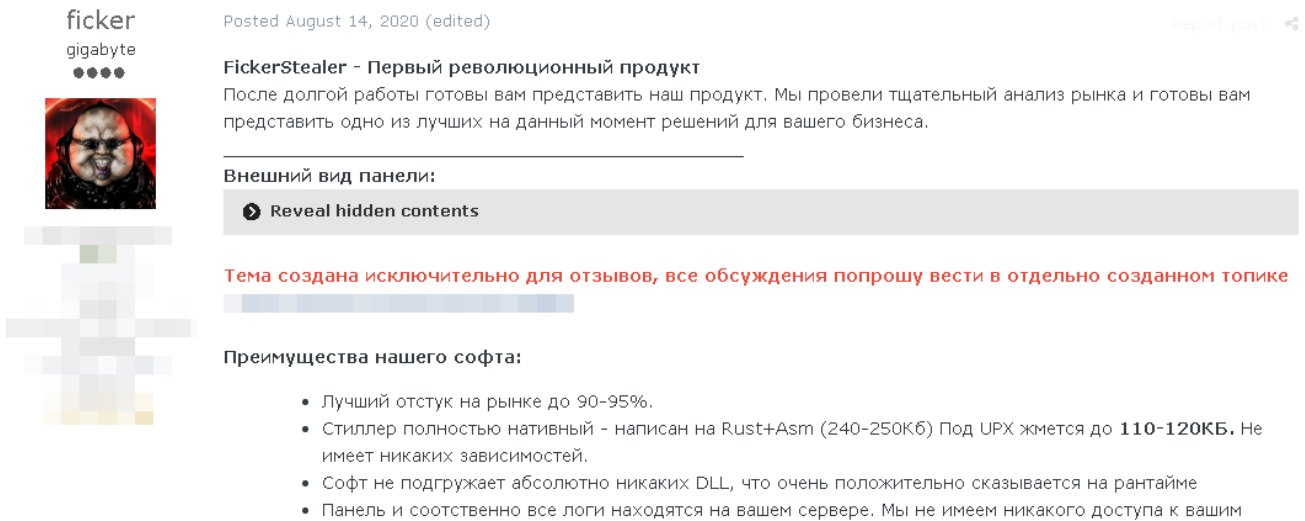 ficker
gigabyte
Posted August 14, 2020 (edited)
Report post
FickerStealer - Первый революционный продукт
После долгой работы готовы вам представить наш продукт. Мы провели тщательный анализ рынка и готовы вам
представить одно из лучших на данный момент решений для вашего бизнеса.
Внешний вид панели:
Reveal hidden contents
Тема создана исключительно для отзывов, все обсуждения попрошу вести в отдельно созданном топике
Преимущества нашего софта:
• Лучший отстук на рынке до 90-95%.
• Стиллер полностью нативный - написан на Rust+Asm (240-250Кб) Под UPX жмется до 110-120КБ. Не
имеет никаких зависимостей.
• Софт не подгружает абсолютно никаких DLL, что очень положительно сказывается на рантайме
• Панель и соотственно все логи находятся на вашем сервере. Мы не имеем никакого доступа к вашим